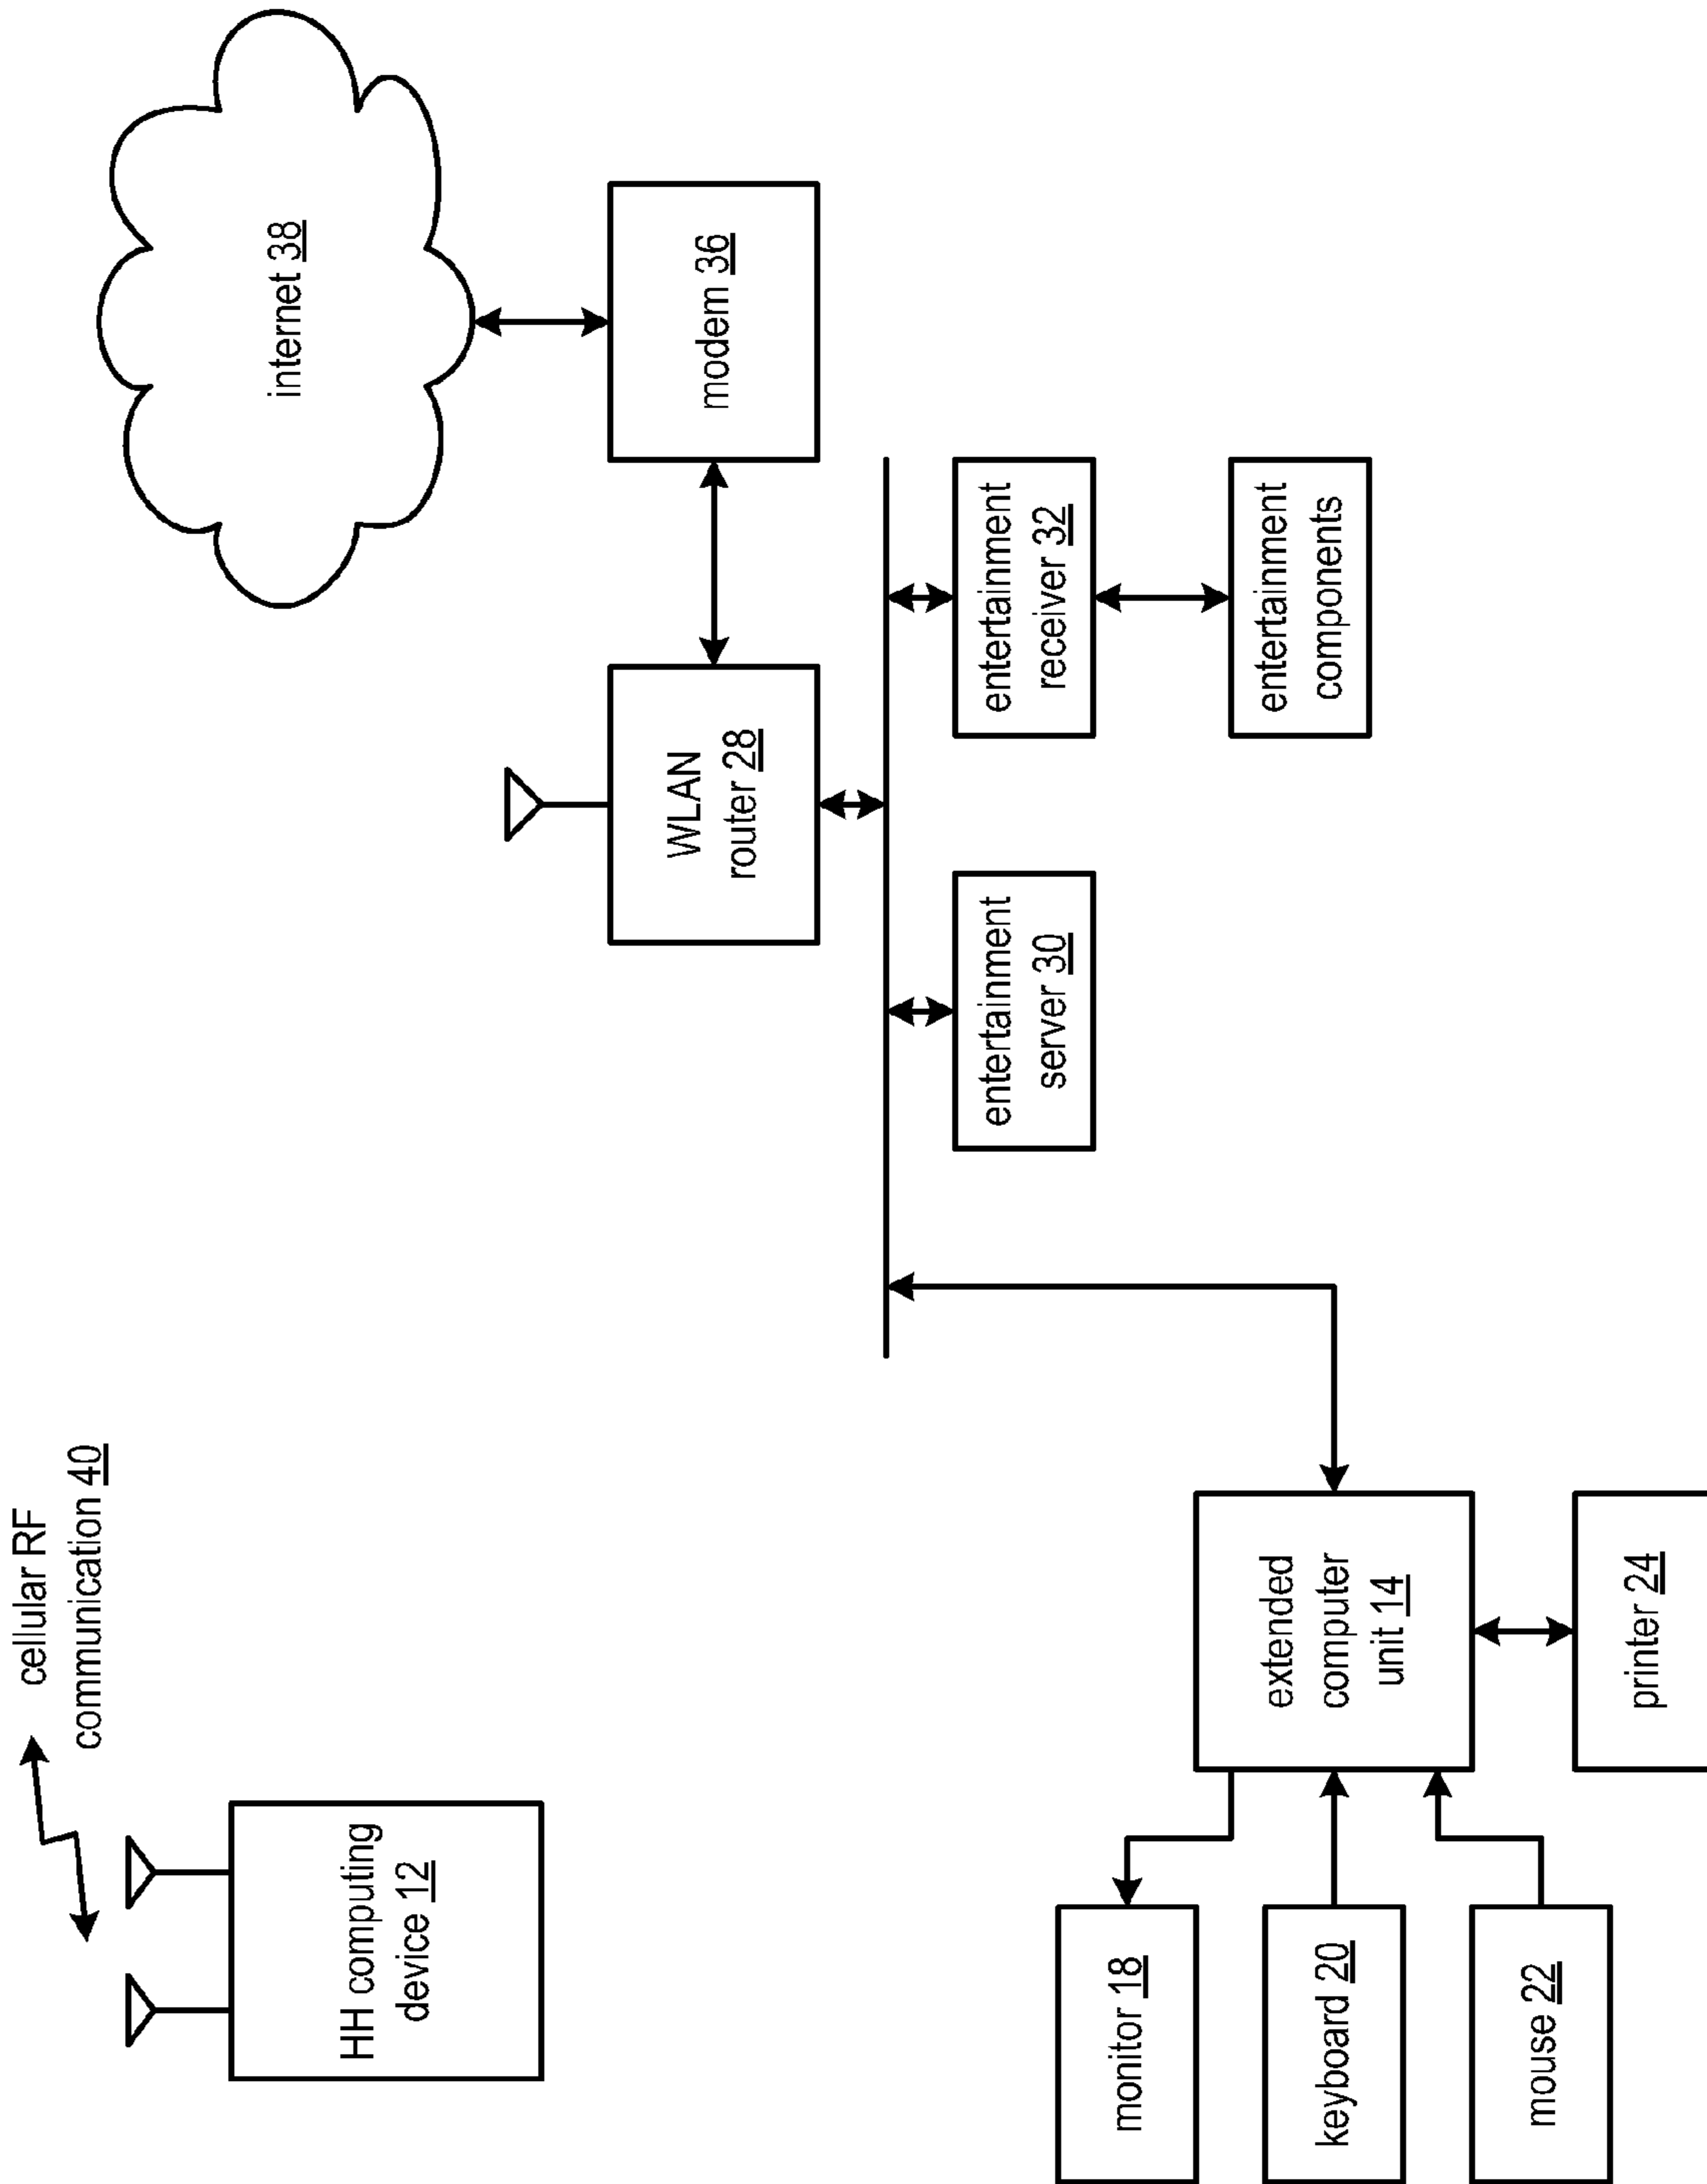 cellular RF
communication 40
HH computing
device 12
internet 38
WLAN
router 28
modem 36
entertainment
server 30
entertainment
receiver 32
entertainment
components
monitor 18
keyboard 20
mouse 22
extended
computer
unit 14
printer 24